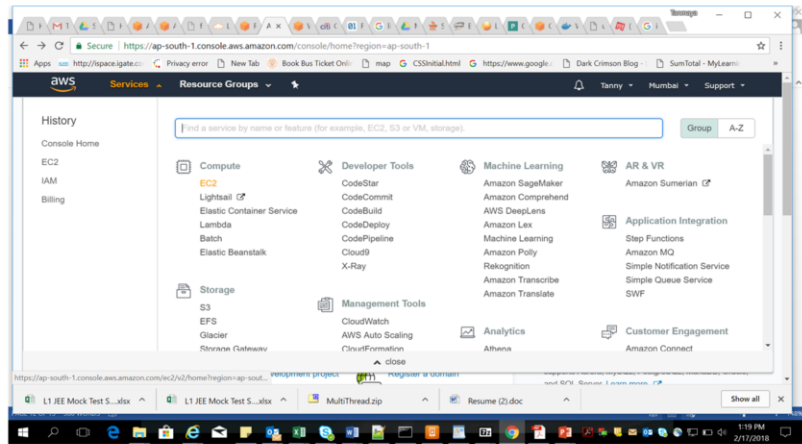 Tannaya
Secure https://ap-south-1.console.aws.amazon.com/console/home?region=ap-south-1
Apps http://ispace.igate.co Privacy error New Tab Book Bus Ticket Onli map CSSInitial.html https://www.google. Dark Crimson Blog - SumTotal - MyLearni »
aws Services Resource Groups Tanny Mumbai Support
History
Console Home
EC2
IAM
Billing
Find a service by name or feature (for example, EC2, S3 or VM, storage).
Group A-Z
Compute
EC2
Lightsail
Elastic Container Service
Lambda
Batch
Elastic Beanstalk
Storage
S3
EFS
Glacier
Storage Gateway
Developer Tools
CodeStar
CodeCommit
CodeBuild
CodeDeploy
CodePipeline
Cloud9
X-Ray
Management Tools
CloudWatch
AWS Auto Scaling
CloudFormation
Machine Learning
Amazon SageMaker
Amazon Comprehend
AWS DeepLens
Amazon Lex
Machine Learning
Amazon Polly
Rekognition
Amazon Transcribe
Amazon Translate
Analytics
Athena
AR & VR
Amazon Sumerian
Application Integration
Step Functions
Amazon MQ
Simple Notification Service
Simple Queue Service
SWF
Customer Engagement
Amazon Connect
close
https://ap-south-1.console.aws.amazon.com/ec2/v2/home?region=ap-sout...
development project Register a domain
and SQL Server. Learn more
L1 JEE Mock Test S....xlsx L1 JEE Mock Test S....xlsx MultiThread.zip Resume (2).doc Show all
1:19 PM
2/17/2018